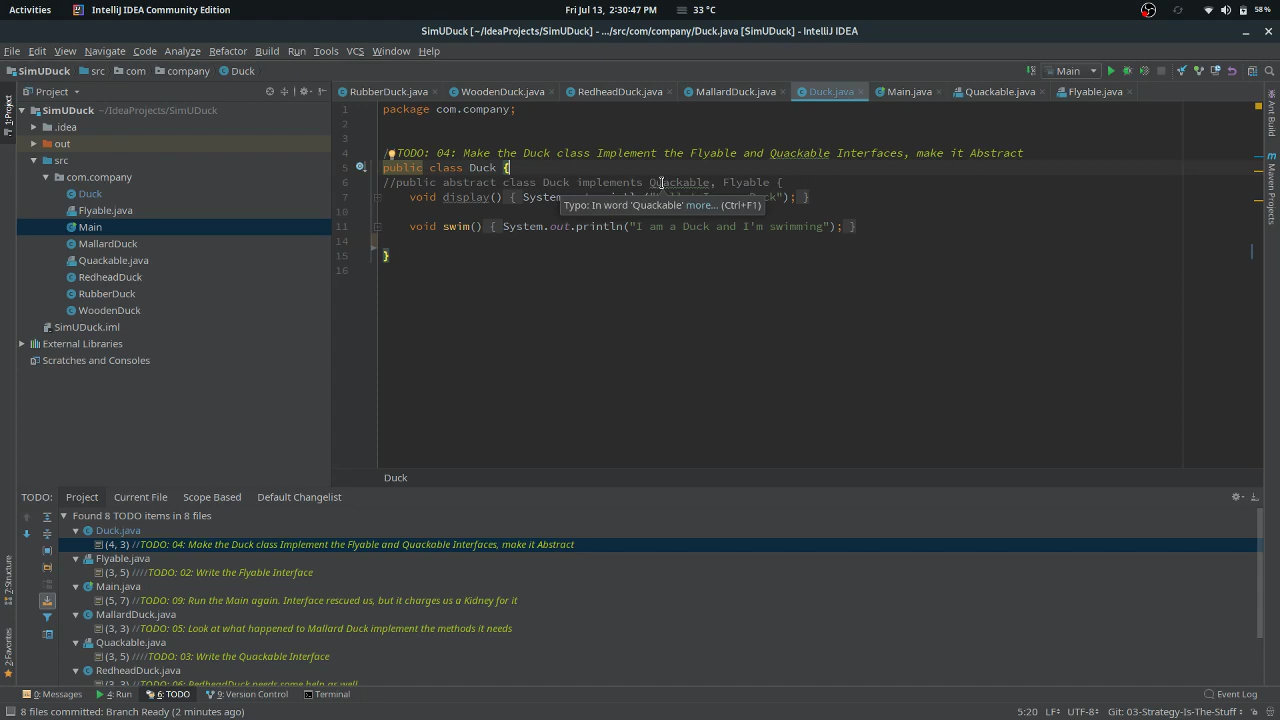 Activities
IntelliJ IDEA Community Edition
Fri Jul 13, 2:30:47 PM
33 °C
58 %
SimUDuck [~/IdeaProjects/SimUDuck] - .../src/com/company/Duck.java [SimUDuck] - IntelliJ IDEA
File Edit View Navigate Code Analyze Refactor Build Run Tools VCS Window Help
SimUDuck src com company Duck
Main
Project
RubberDuck.java WoodenDuck.java RedheadDuck.java MallardDuck.java Duck.java Main.java Quackable.java Flyable.java
1: Project
Ant Build
Maven Projects
SimUDuck ~/IdeaProjects/SimUDuck
.idea
out
src
com.company
Duck
Flyable.java
Main
MallardDuck
Quackable.java
RedheadDuck
RubberDuck
WoodenDuck
SimUDuck.iml
External Libraries
Scratches and Consoles
1 package com.company;
2
3
4 /TODO: 04: Make the Duck class Implement the Flyable and Quackable Interfaces, make it Abstract
5 public class Duck {
6 //public abstract class Duck implements Quackable, Flyable {
7 void display() { System Duck"); }
Typo: In word 'Quackable' more... (Ctrl+F1)
10
11 void swim() { System.out.println("I am a Duck and I'm swimming"); }
14
15 }
16
Duck
TODO: Project Current File Scope Based Default Changelist
Found 8 TODO items in 8 files
Duck.java
(4, 3) //TODO: 04: Make the Duck class Implement the Flyable and Quackable Interfaces, make it Abstract
Flyable.java
(3, 5) ////TODO: 02: Write the Flyable Interface
Main.java
(5, 7) //TODO: 09: Run the Main again. Interface rescued us, but it charges us a Kidney for it
MallardDuck.java
(3, 3) //TODO: 05: Look at what happened to Mallard Duck implement the methods it needs
Quackable.java
(3, 5) ////TODO: 03: Write the Quackable Interface
RedheadDuck.java
7: Structure
2: Favorites
0: Messages 4: Run 6: TODO 9: Version Control Terminal
Event Log
8 files committed: Branch Ready (2 minutes ago)
5:20 LF÷ UTF-8÷ Git: 03-Strategy-Is-The-Stuff÷